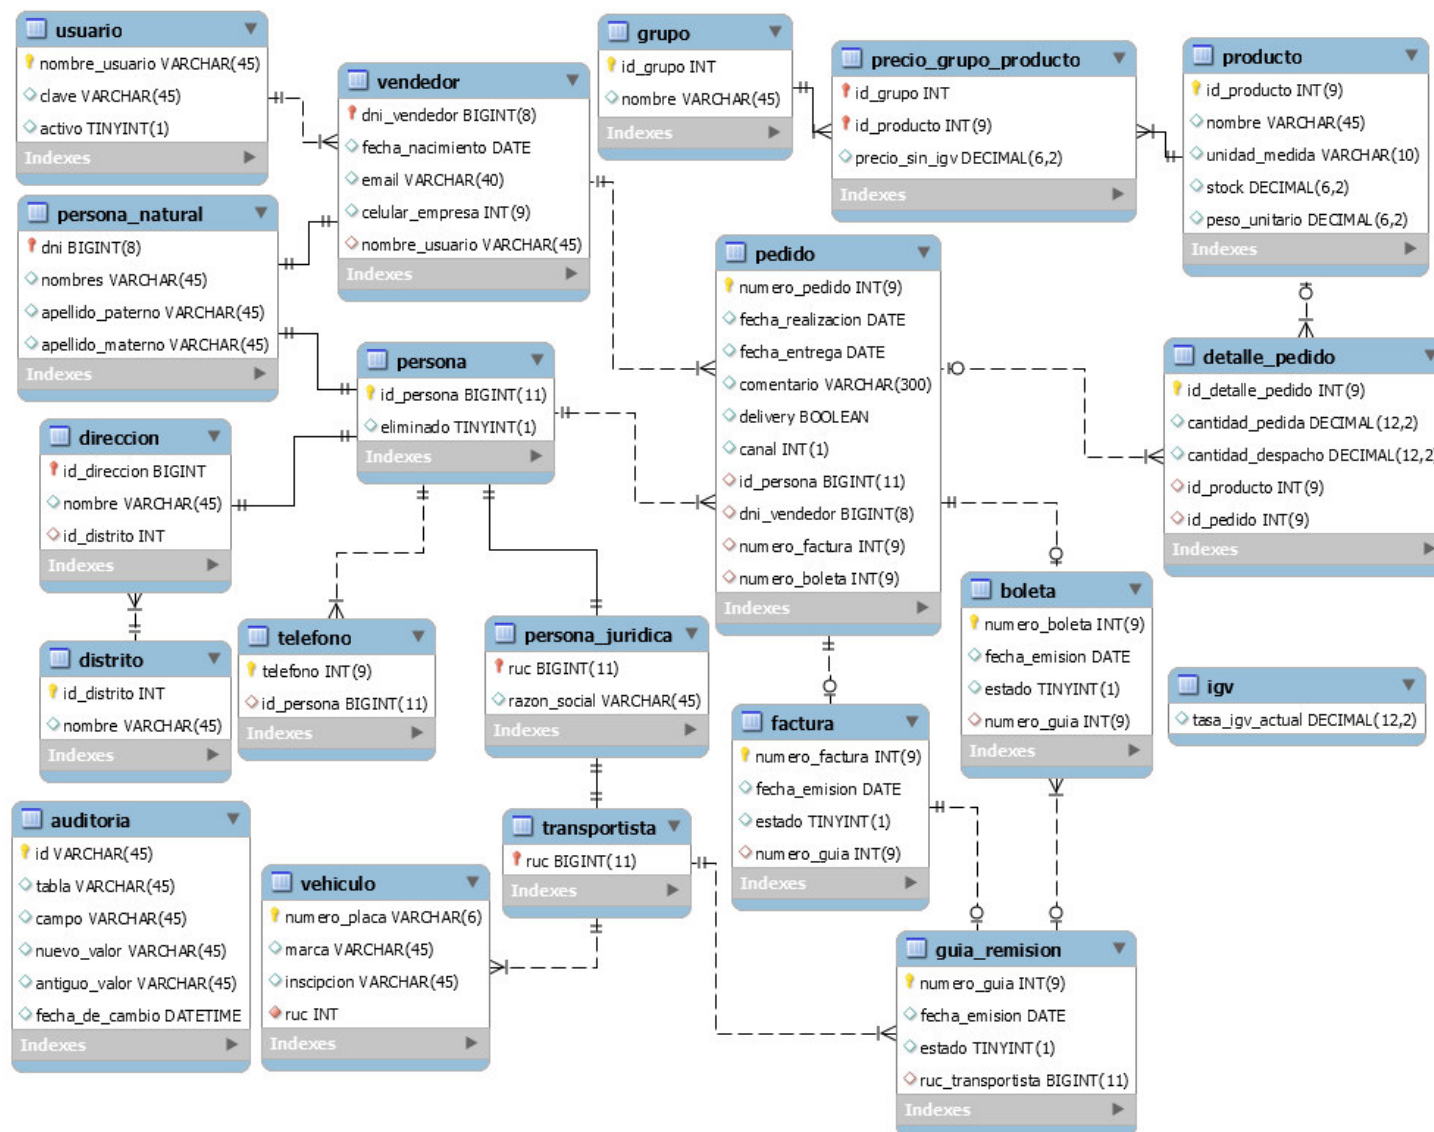 usuario
nombre_usuario VARCHAR(45)
clave VARCHAR(45)
activo TINYINT(1)
Indexes
vendedor
dni_vendedor BIGINT(8)
fecha_nacimiento DATE
email VARCHAR(40)
celular_empresa INT(9)
nombre_usuario VARCHAR(45)
Indexes
grupo
id_grupo INT
nombre VARCHAR(45)
Indexes
precio_grupo_producto
id_grupo INT
id_producto INT(9)
precio_sin_igv DECIMAL(6,2)
Indexes
producto
id_producto INT(9)
nombre VARCHAR(45)
unidad_medida VARCHAR(10)
stock DECIMAL(6,2)
peso_unitario DECIMAL(6,2)
Indexes
persona_natural
dni BIGINT(8)
nombres VARCHAR(45)
apellido_paterno VARCHAR(45)
apellido_materno VARCHAR(45)
Indexes
persona
id_persona BIGINT(11)
eliminado TINYINT(1)
Indexes
pedido
numero_pedido INT(9)
fecha_realizacion DATE
fecha_entrega DATE
comentario VARCHAR(300)
delivery BOOLEAN
canal INT(1)
id_persona BIGINT(11)
dni_vendedor BIGINT(8)
numero_factura INT(9)
numero_boleta INT(9)
Indexes
detalle_pedido
id_detalle_pedido INT(9)
cantidad_pedida DECIMAL(12,2)
cantidad_despacho DECIMAL(12,2)
id_producto INT(9)
id_pedido INT(9)
Indexes
direccion
id_direccion BIGINT
nombre VARCHAR(45)
id_distrito INT
Indexes
distrito
id_distrito INT
nombre VARCHAR(45)
Indexes
telefono
telefono INT(9)
id_persona BIGINT(11)
Indexes
persona_juridica
ruc BIGINT(11)
razon_social VARCHAR(45)
Indexes
boleta
numero_boleta INT(9)
fecha_emision DATE
estado TINYINT(1)
numero_guia INT(9)
Indexes
igv
tasa_igv_actual DECIMAL(12,2)
factura
numero_factura INT(9)
fecha_emision DATE
estado TINYINT(1)
numero_guia INT(9)
Indexes
auditoria
id VARCHAR(45)
tabla VARCHAR(45)
campo VARCHAR(45)
nuevo_valor VARCHAR(45)
antiguo_valor VARCHAR(45)
fecha_de_cambio DATETIME
Indexes
vehiculo
numero_placa VARCHAR(6)
marca VARCHAR(45)
inscipcion VARCHAR(45)
ruc INT
Indexes
transportista
ruc BIGINT(11)
Indexes
guia_remision
numero_guia INT(9)
fecha_emision DATE
estado TINYINT(1)
ruc_transportista BIGINT(11)
Indexes